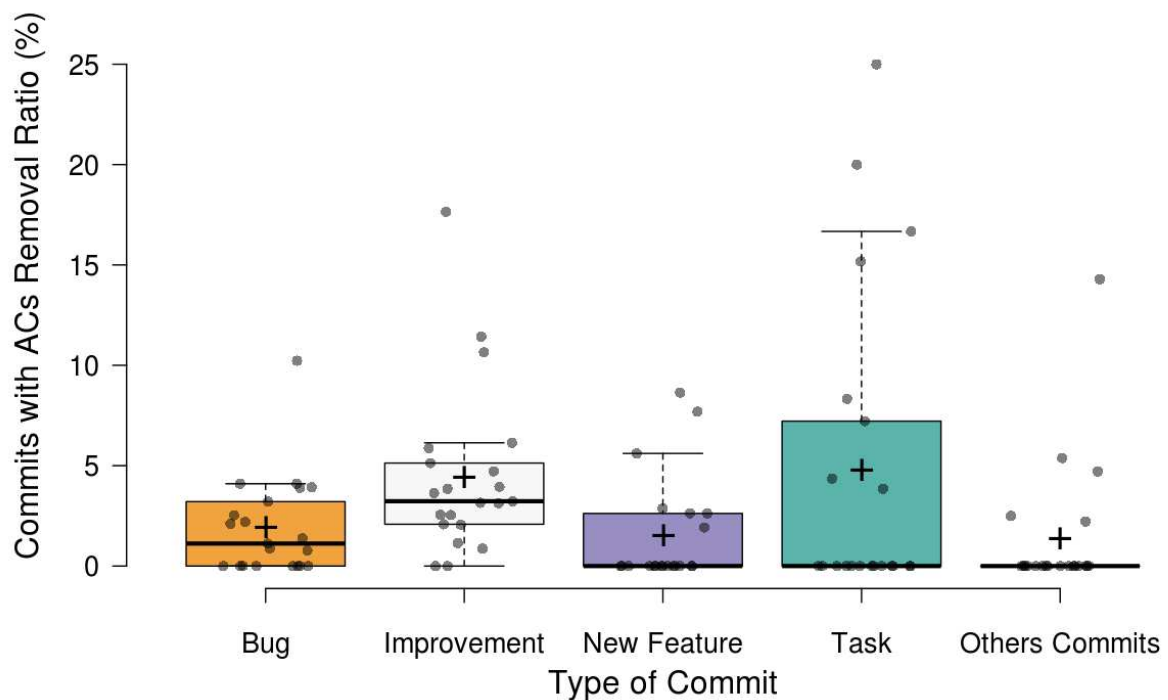 Commits with ACs Removal Ratio (%)
25
20
15
10
5
0
Bug
Improvement
New Feature
Task
Others Commits
Type of Commit